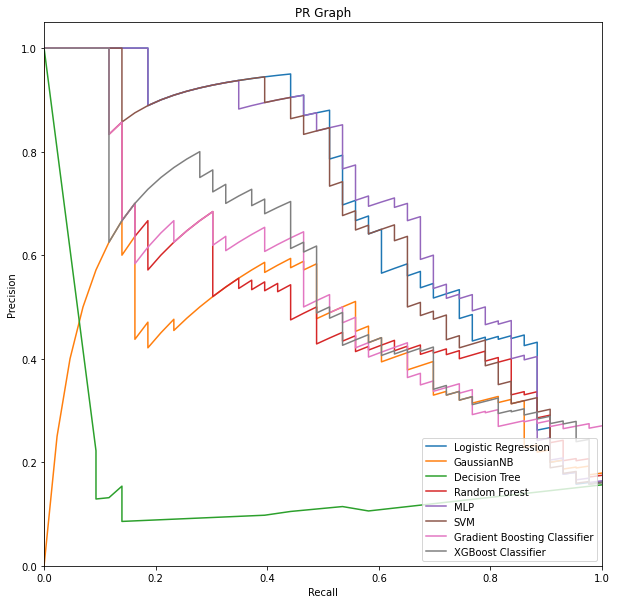 PR Graph
1.0
0.8
0.6
0.4
0.2
0.0
Precision
0.0 0.2 0.4 0.6 0.8 1.0
Recall
Logistic Regression
GaussianNB
Decision Tree
Random Forest
MLP
SVM
Gradient Boosting Classifier
XGBoost Classifier